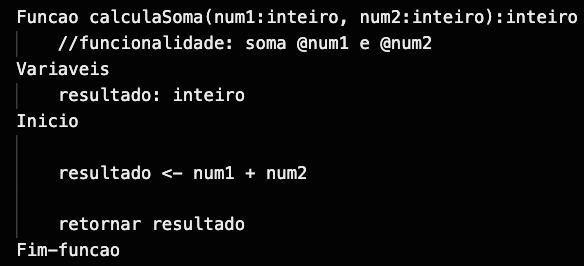 Funcao calculaSoma(num1:inteiro, num2:inteiro):inteiro
//funcionalidade: soma @num1 e @num2
Variaveis
resultado: inteiro
Inicio
resultado <- num1 + num2
retornar resultado
Fim-funcao